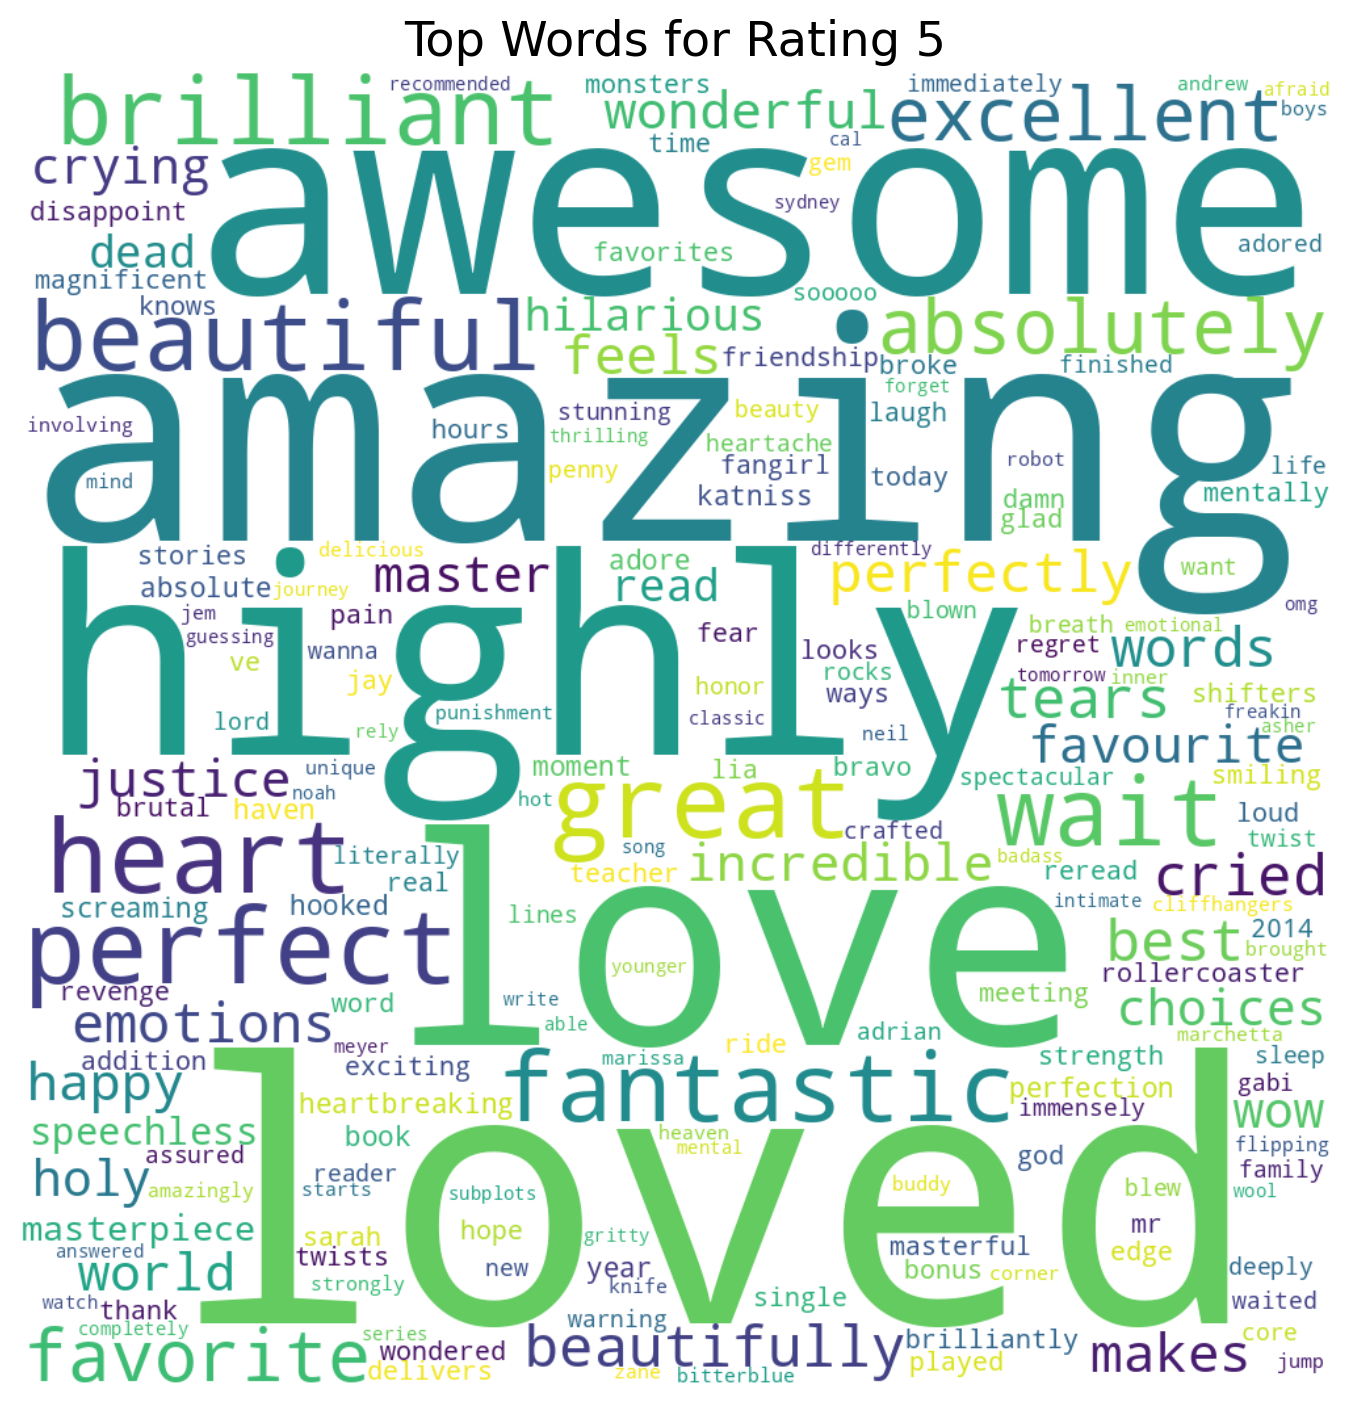 Top Words for Rating 5
brilliant recommended monsters wonderful immediately excellent andrew afraid boys
time cal gem
crying awesome
disappoint sydney
dead favorites adored
magnificent sooooo
knows
beautiful hilarious absolutely
feels friendship broke finished
forget
amazing
involving stunning beauty laugh
hours thrilling heartache
mind penny fangirl today robot life
katniss damn mentally
glad
stories delicious differently
absolute journey master adore read perfectly want
highly
jem pain blown omg
guessing fear breath emotional
ve wanna looks regret words
jay rocks tomorrow inner
honor ways tears shifters
lord punishment classic freakin
rely neil favourite asher
justice unique moment lia bravo spectacular smiling
brutal haven noah hot great wait loud
heart crafted twist
literally song incredible badass
real teacher reread cried
screaming hooked intimate cliffhangers
perfect lines love best 2014
brought
revenge younger rollercoaster
word write meeting choices
emotions able adrian marchetta
addition meyer ride
exciting marissa strength sleep
happy heartbreaking fantastic perfection gabi
immensely wow
speechless book heaven
assured mental god flipping
holy reader family
amazingly starts subplots loved buddy blew wool
masterpiece sarah hope gritty mr
answered twists masterful edge
world strongly new year bonus corner deeply
watch thank knife single waited
completely series warning
favorite wondered beautifully brilliantly makes core
delivers zane bitterblue played jump